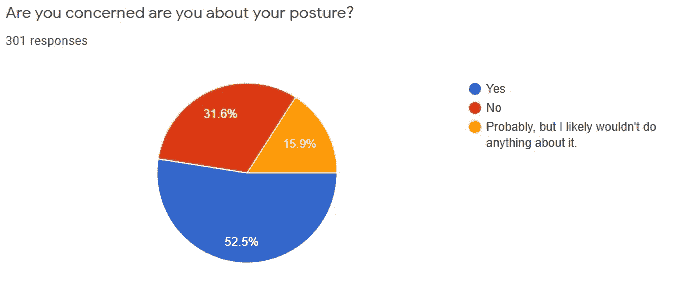 Are you concerned are you about your posture?
301 responses
Yes
No
Probably, but I likely wouldn't do
anything about it.
31.6%
15.9%
52.5%